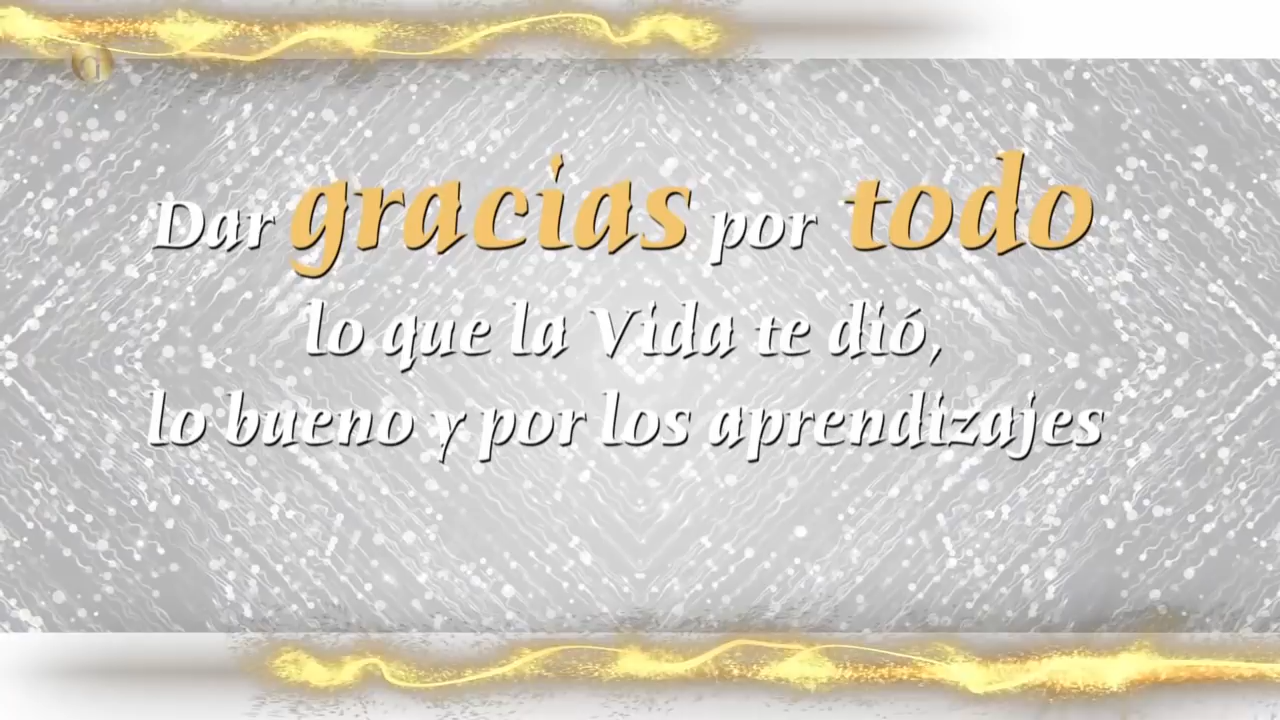 Dar gracias por todo
lo que la Vida te dió,
lo bueno y por los aprendizajes